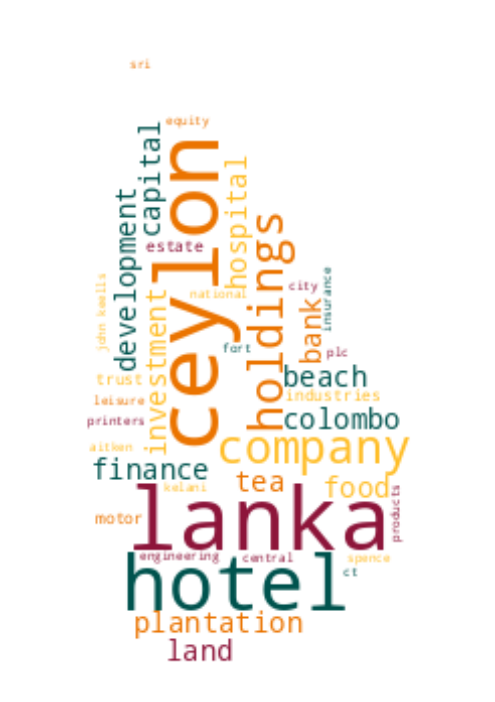 sri
equity
capital
ceylon
hospital
development
holdings
estate
john keells
investment
national
city
insurance
bank
fort
plc
trust
beach
leisure
industries
printers
colombo
aitken
company
finance
kelani
tea
food
products
lanka
motor
engineering
central
spence
hotel
ct
plantation
land